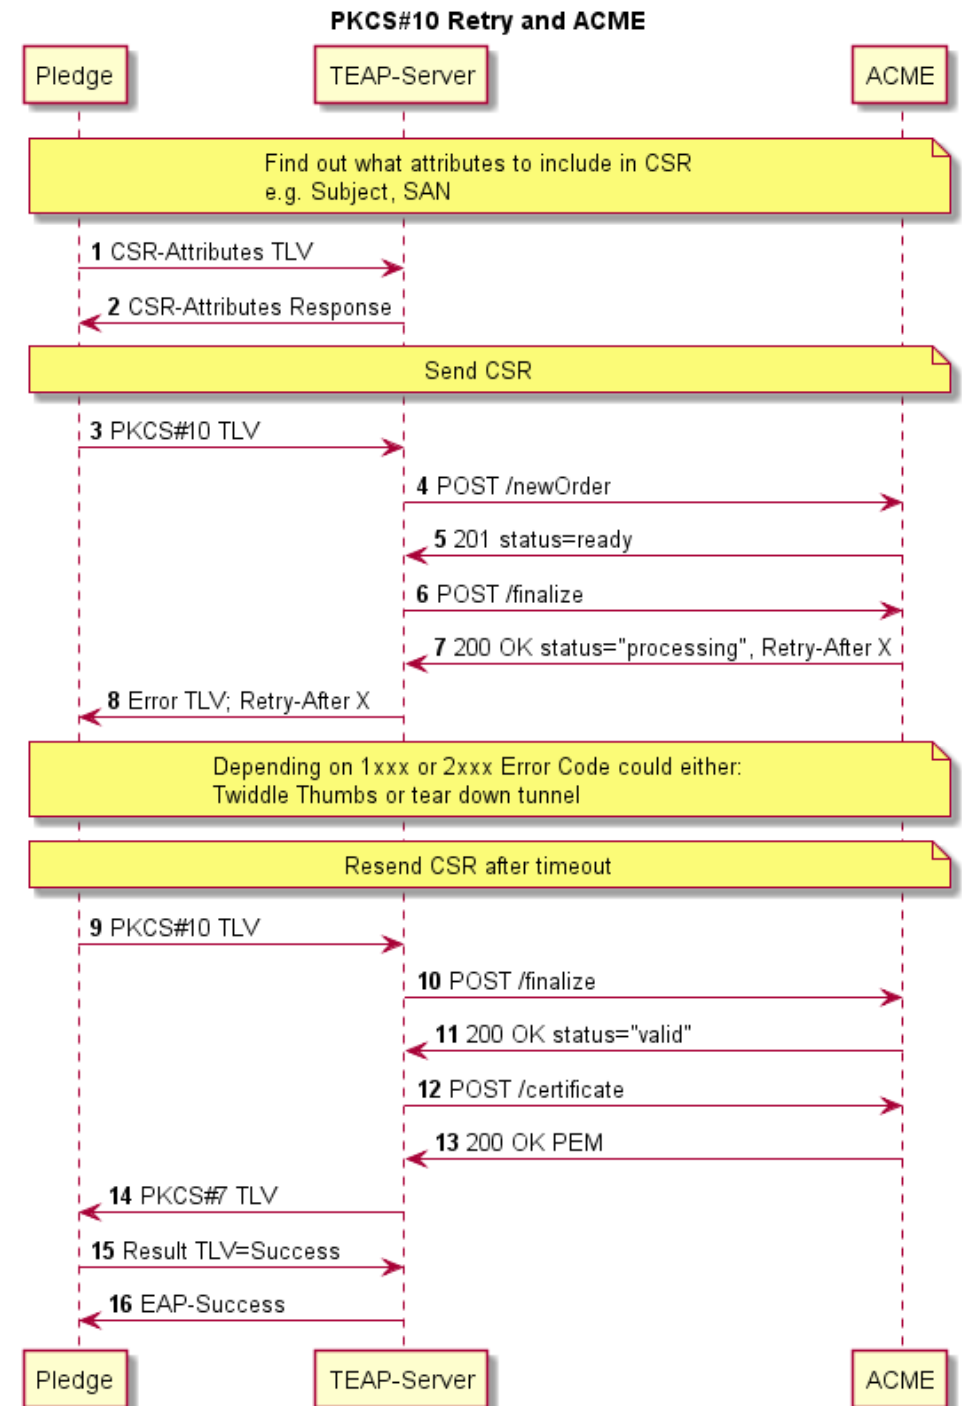 PKCS#10 Retry and ACME
Pledge
TEAP-Server
ACME
Find out what attributes to include in CSR
e.g. Subject, SAN
1 CSR-Attributes TLV
2 CSR-Attributes Response
Send CSR
3 PKCS#10 TLV
4 POST /newOrder
5 201 status=ready
6 POST /finalize
7 200 OK status="processing", Retry-After X
8 Error TLV; Retry-After X
Depending on 1xxx or 2xxx Error Code could either:
Twiddle Thumbs or tear down tunnel
Resend CSR after timeout
9 PKCS#10 TLV
10 POST /finalize
11 200 OK status="valid"
12 POST /certificate
13 200 OK PEM
14 PKCS#7 TLV
15 Result TLV=Success
16 EAP-Success
Pledge
TEAP-Server
ACME